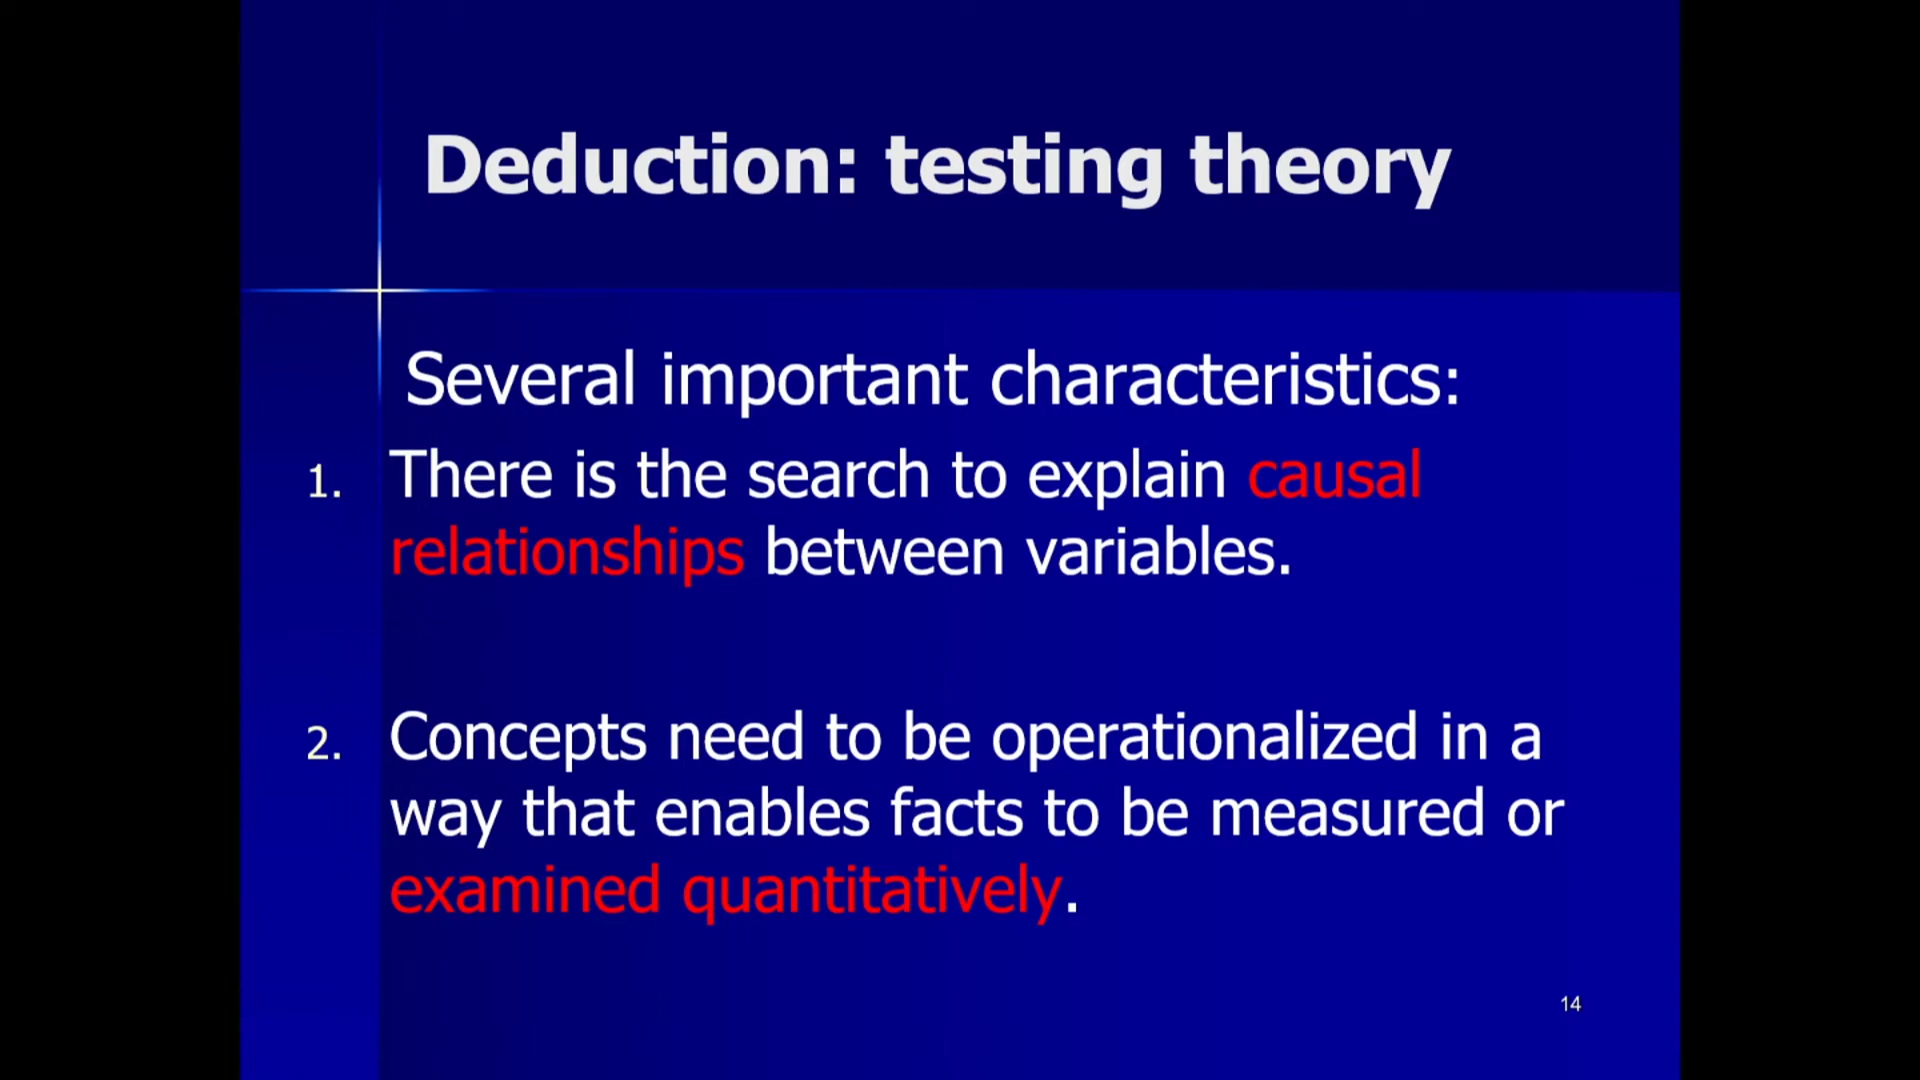 Deduction: testing theory
Several important characteristics:
1. There is the search to explain causal
relationships between variables.
2. Concepts need to be operationalized in a
way that enables facts to be measured or
examined quantitatively.
14